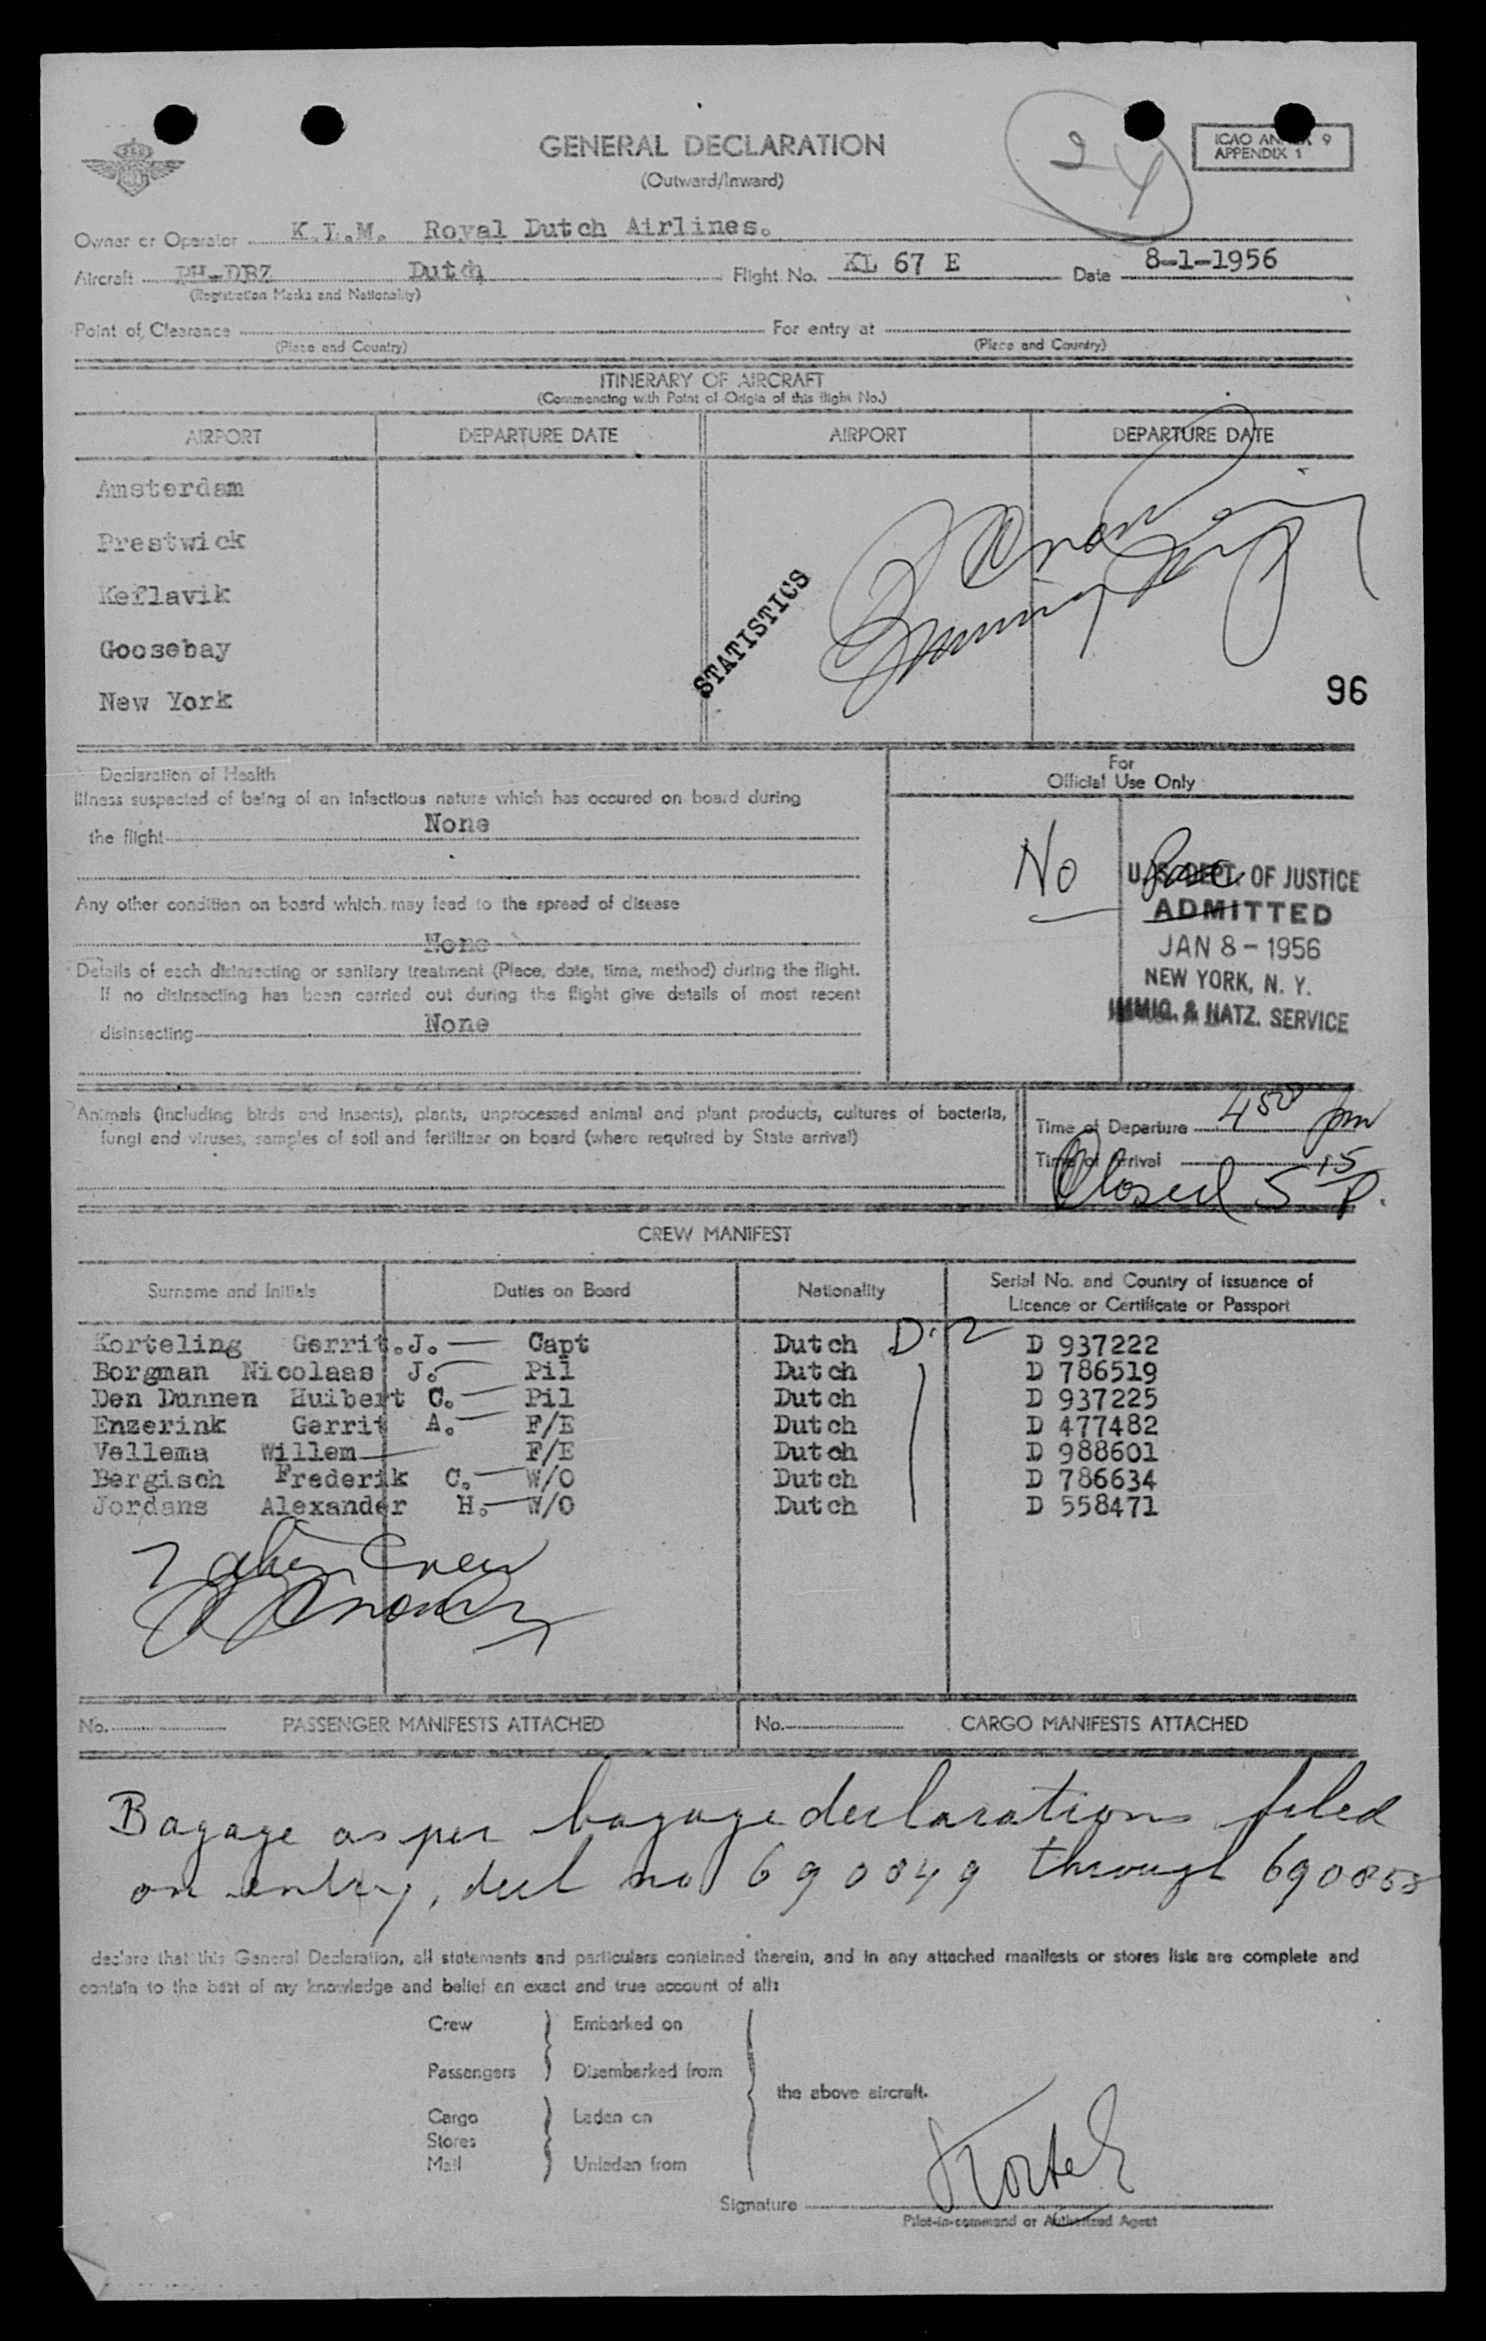 GENERAL DECLARATION
(Outward/Inward)
24
ICAO ANNEX 9
APPENDIX 1
Owner or Operator K.L.M. Royal Dutch Airlines.
Aircraft PH-DBZ Dutch Flight No. KL 67 E Date 8-1-1956
(Registration Marks and Nationality)
Point of Clearance For entry at
(Place and Country) (Place and Country)
ITINERARY OF AIRCRAFT
(Commencing with Point of Origin of this flight No.)
AIRPORT DEPARTURE DATE AIRPORT DEPARTURE DATE
Amsterdam
Prestwick
Keflavik
Goosebay
New York
STATISTICS
96
Declaration of Health
Illness suspected of being of an infectious nature which has occured on board during
the flight None
Any other condition on board which may lead to the spread of disease
None
Details of each disinsecting or sanitary treatment (Place, date, time, method) during the flight.
If no disinsecting has been carried out during the flight give details of most recent
disinsecting None
For
Official Use Only
No
U.S. DEPT. OF JUSTICE
ADMITTED
JAN 8 - 1956
NEW YORK, N. Y.
IMMIG. & NATZ. SERVICE
Animals (including birds and insects), plants, unprocessed animal and plant products, cultures of bacteria,
fungi and viruses, samples of soil and fertilizer on board (where required by State arrival)
Time of Departure 4 50 pm
Time of Arrival
Closed 5 15 P.
CREW MANIFEST
Surname and Initials Duties on Board Nationality Serial No. and Country of issuance of
Licence or Certificate or Passport
Korteling Gerrit.J. — Capt Dutch D-2 D 937222
Borgman Nicolaas J. — Pil Dutch D 786519
Den Dunnen Huibert C. — Pil Dutch D 937225
Enzerink Gerrit A. — F/E Dutch D 477482
Vellema Willem — F/E Dutch D 988601
Bergisch Frederik C. — W/O Dutch D 786634
Jordans Alexander H. — W/O Dutch D 558471
7 alien Crew
No. PASSENGER MANIFESTS ATTACHED No. CARGO MANIFESTS ATTACHED
Bagage as per bagage declarations filed
on entry, decl no 690849 through 690858
declare that this General Declaration, all statements and particulars contained therein, and in any attached manifests or stores lists are complete and
contain to the best of my knowledge and belief an exact and true account of all:
Crew Embarked on
Passengers Disembarked from
the above aircraft.
Cargo Laden on
Stores
Mail Unladen from
Signature
Pilot-in-command or Authorized Agent